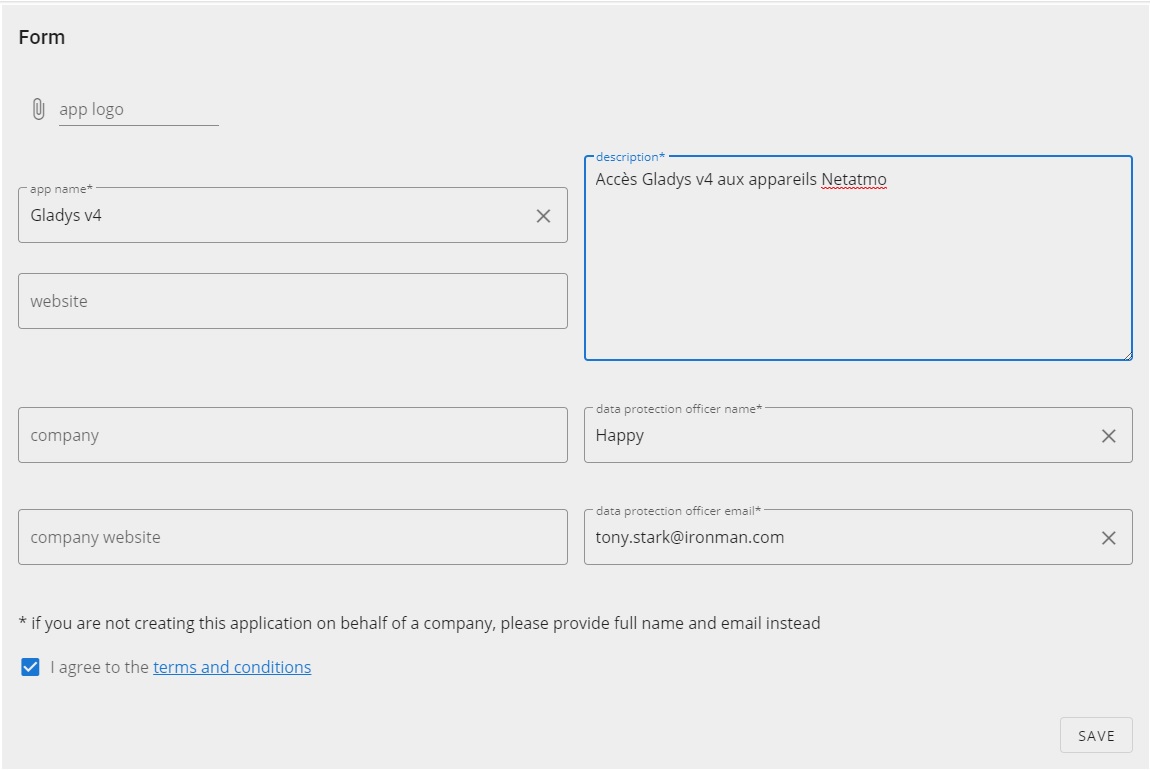 Form
app logo
app name*
Gladys v4
website
description*
Accès Gladys v4 aux appareils Netatmo
company
data protection officer name*
Happy
company website
data protection officer email*
tony.stark@ironman.com
* if you are not creating this application on behalf of a company, please provide full name and email instead
I agree to the terms and conditions
SAVE